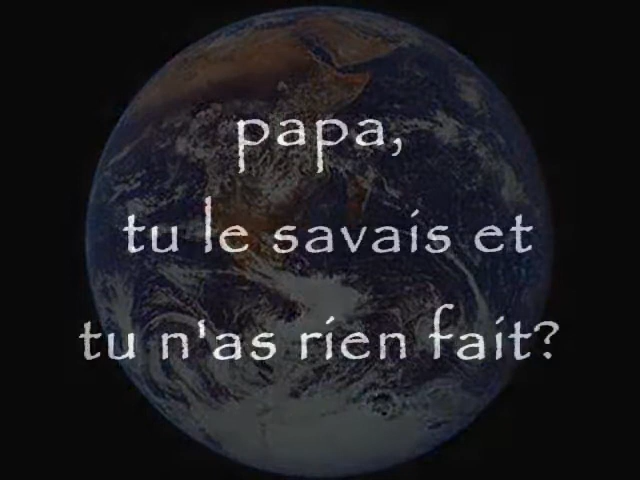 papa,
tu le savais et
tu n'as rien fait?